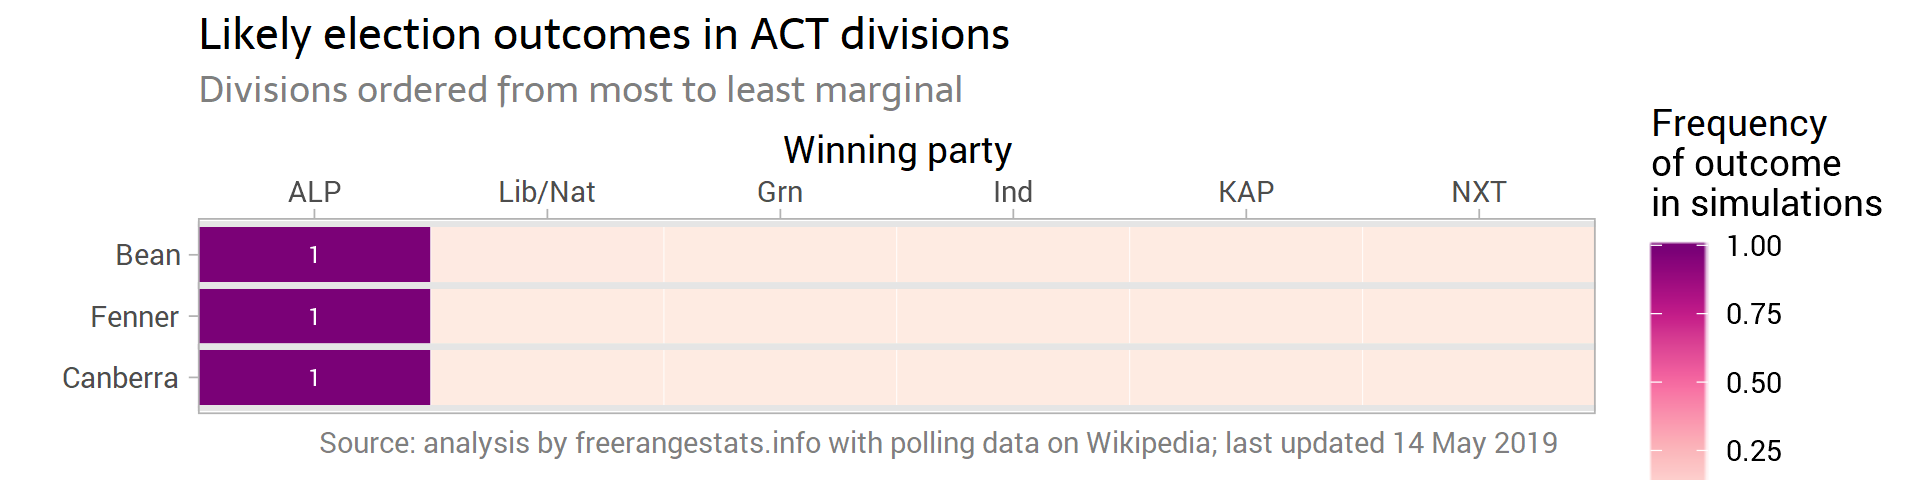 Likely election outcomes in ACT divisions
Divisions ordered from most to least marginal
Winning party
ALP Lib/Nat Grn Ind KAP NXT
Bean 1
Fenner 1
Canberra 1
Source: analysis by freerangestats.info with polling data on Wikipedia; last updated 14 May 2019
Frequency
of outcome
in simulations
1.00
0.75
0.50
0.25